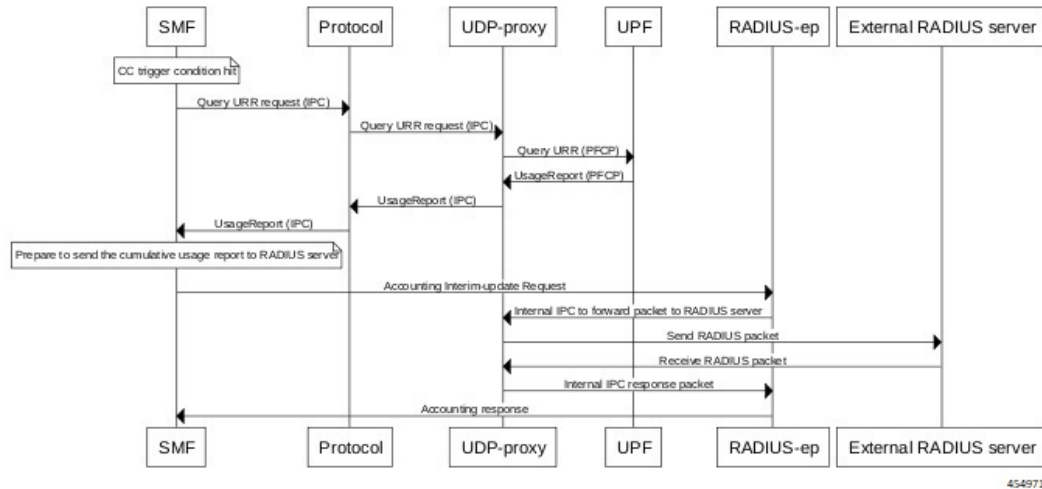 SMF
Protocol
UDP-proxy
UPF
RADIUS-ep
External RADIUS server
CC trigger condition hit
Query URR request (IPC)
Query URR request (IPC)
Query URR (PFCP)
UsageReport (PFCP)
UsageReport (IPC)
UsageReport (IPC)
Prepare to send the cumulative usage report to RADIUS server
Accounting Interim-update Request
Internal IPC to forward packet to RADIUS server
Send RADIUS packet
Receive RADIUS packet
Internal IPC response packet
Accounting response
SMF
Protocol
UDP-proxy
UPF
RADIUS-ep
External RADIUS server
454971